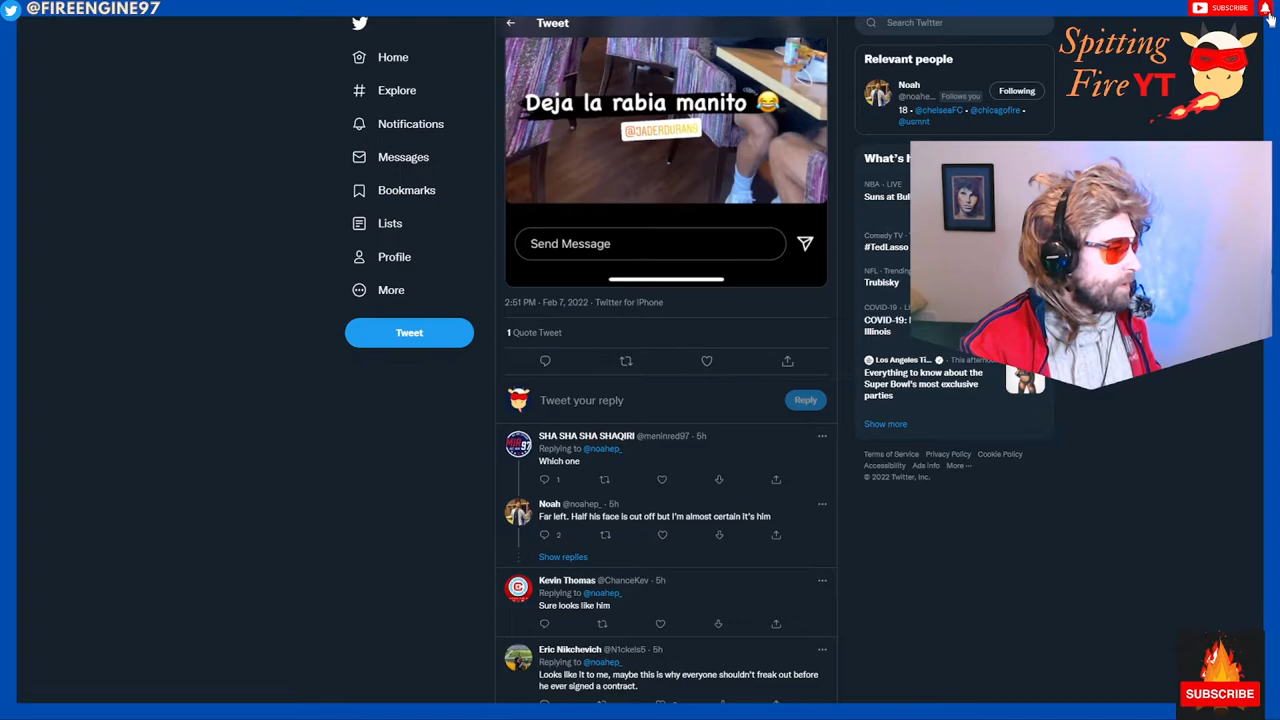 @FIREENGINE97
SUBSCRIBE
Tweet
Search Twitter
Spitting
Fire YT
Home
Explore
Notifications
Messages
Bookmarks
Lists
Profile
More
Tweet
Deja la rabia manito 😂
@JADERDURAN5
Send Message
2:51 PM · Feb 7, 2022 · Twitter for iPhone
1 Quote Tweet
Tweet your reply
Reply
SHA SHA SHA SHAQIRI @meninred97 · 5h
Replying to @noahep_
Which one
1
Noah @noahep_ · 5h
Far left. Half his face is cut off but I'm almost certain it's him
2
Show replies
Kevin Thomas @ChanceKev · 5h
Replying to @noahep_
Sure looks like him
Eric Nikchevich @N1ckels5 · 5h
Replying to @noahep_
Looks like it to me, maybe this is why everyone shouldn't freak out before
he ever signed a contract.
Relevant people
Noah
@noahe... Follows you
Following
18 · @chelseaFC · @chicagofire ·
@usmnt
What's h
NBA · LIVE
Suns at Bul
Comedy TV ·
#TedLasso
NFL · Trending
Trubisky
COVID-19 · L
COVID-19:
Illinois
Los Angeles Ti... · This afterno
Everything to know about the
Super Bowl's most exclusive
parties
Show more
Terms of Service Privacy Policy Cookie Policy
Accessibility Ads info More ···
© 2022 Twitter, Inc.
SUBSCRIBE